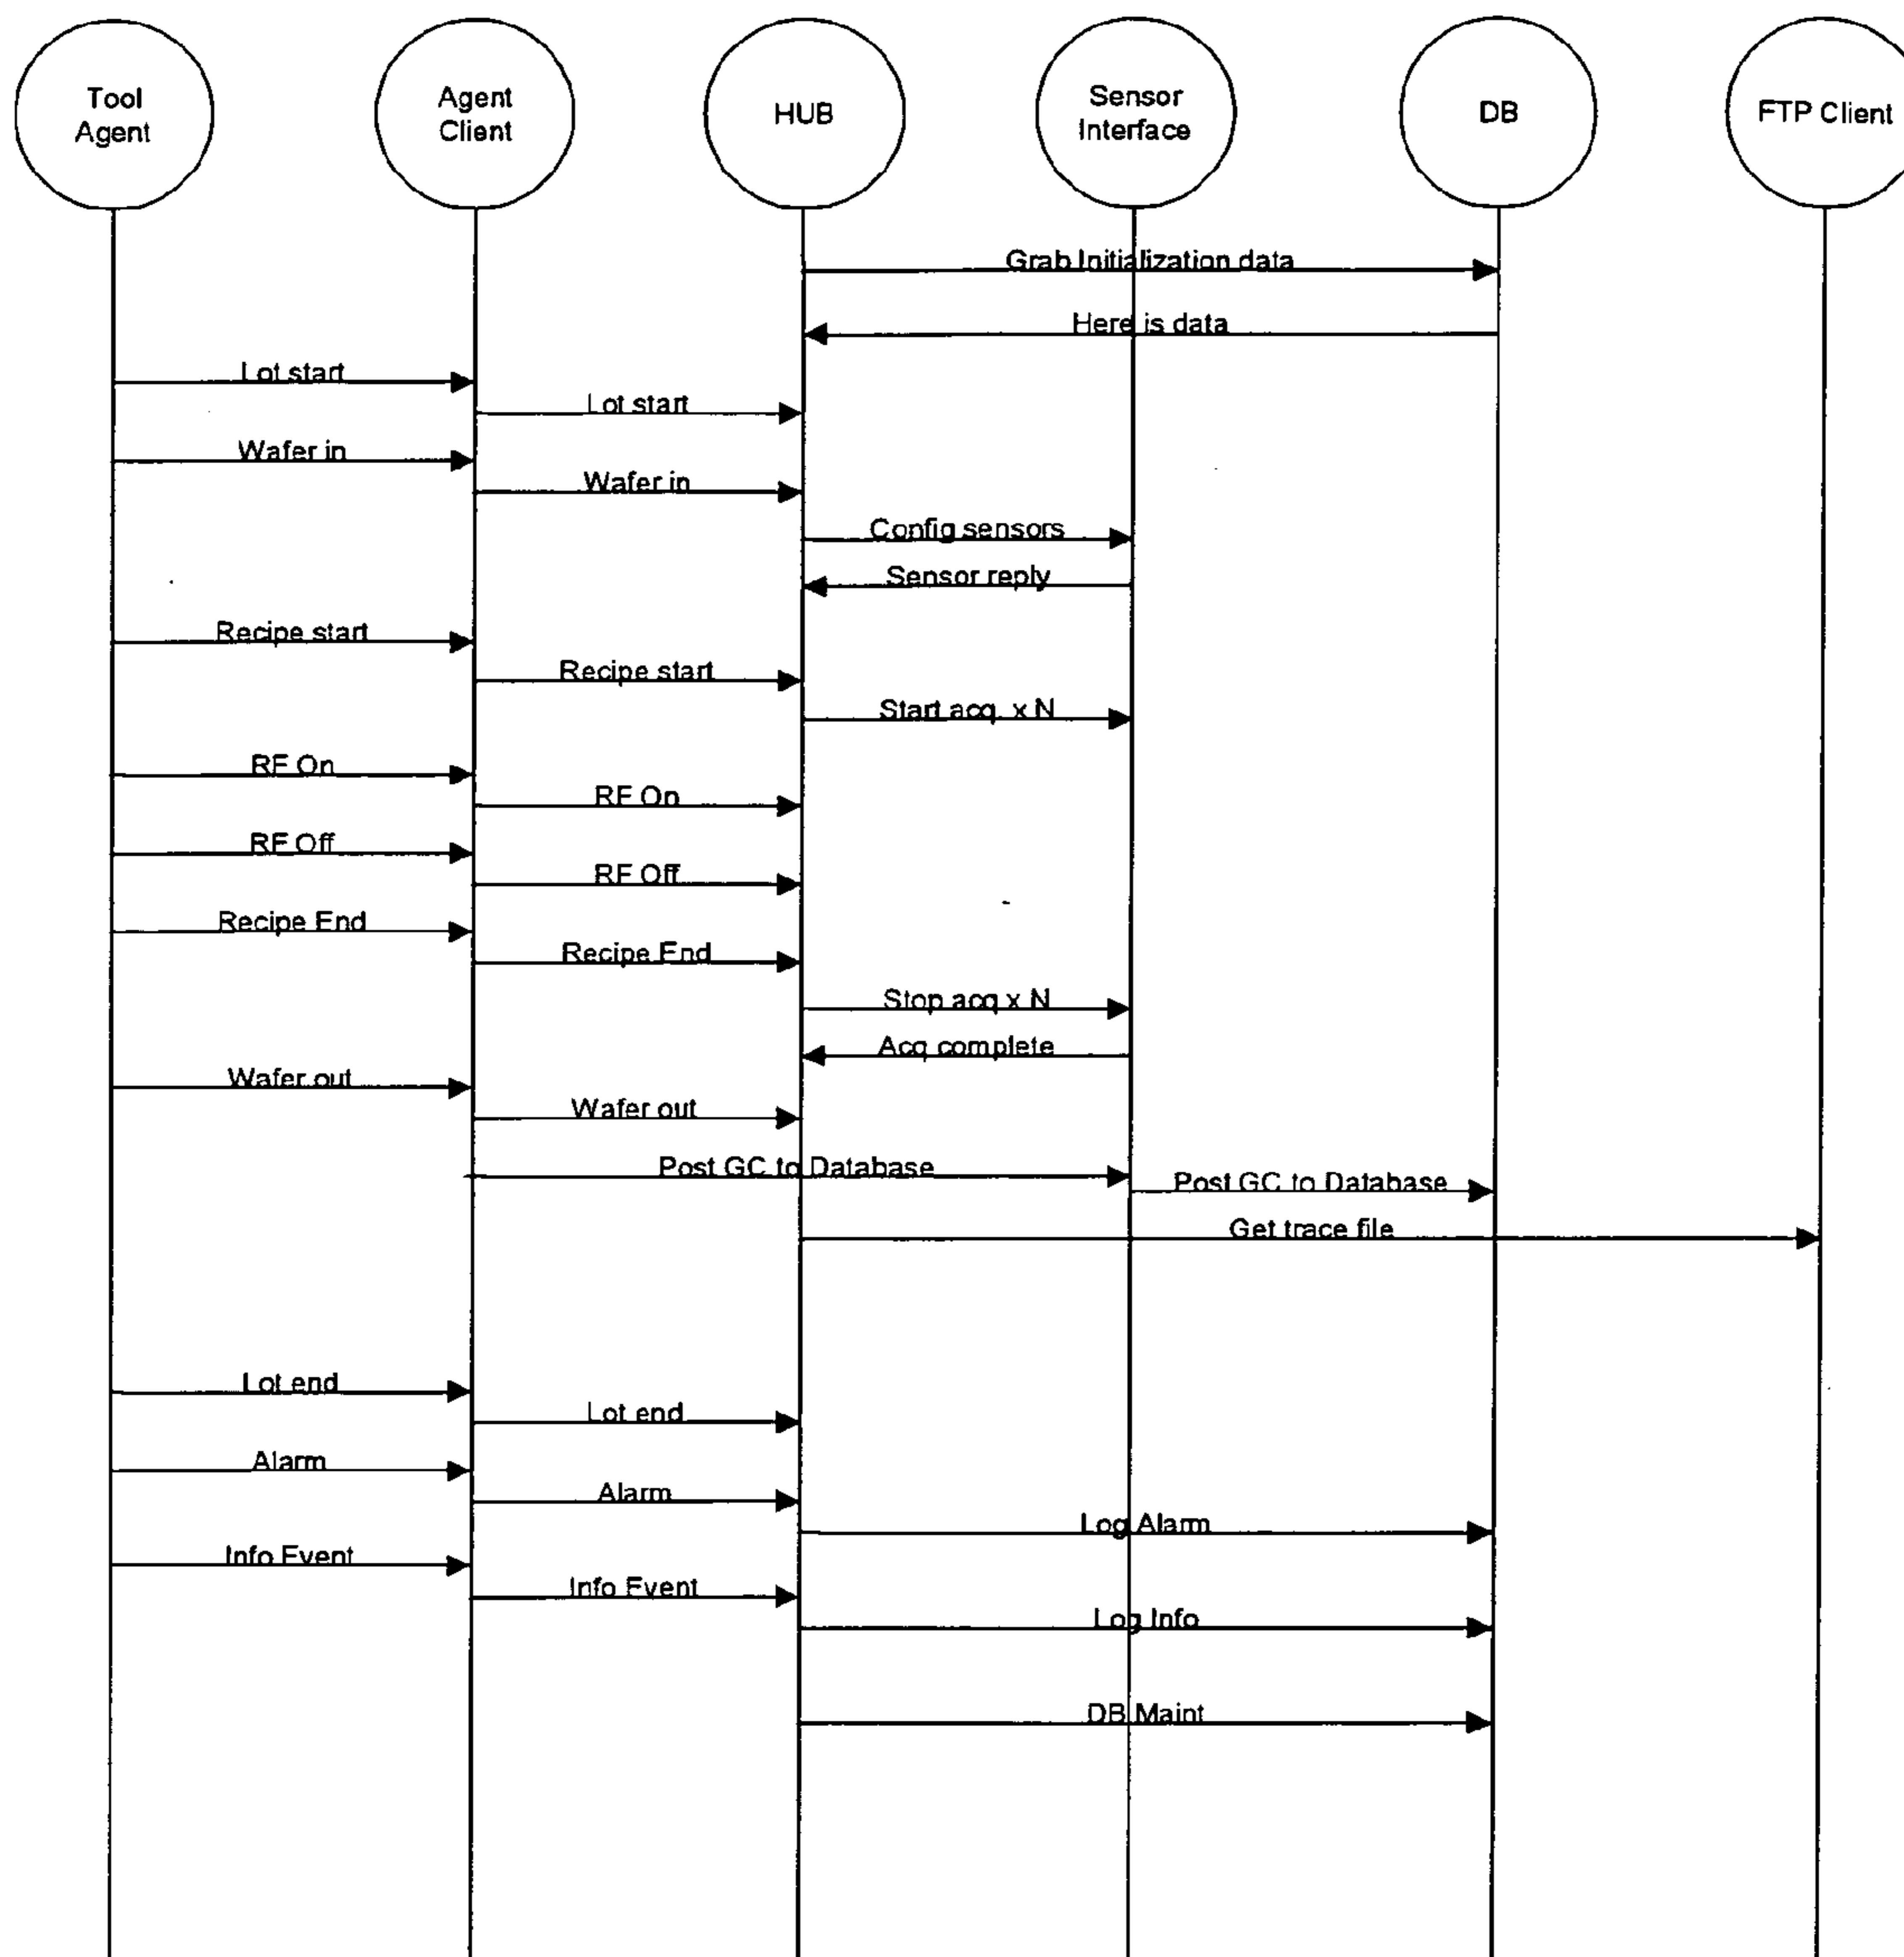 Tool
Agent
Agent
Client
HUB
Sensor
Interface
DB
FTP Client
Grab Initialization data
Here is data
Lot start
Lot start
Wafer in
Wafer in
Config sensors
Sensor reply
Recipe start
Recipe start
Start acq. x N
RF On
RF On
RF Off
RF Off
Recipe End
Recipe End
Stop acq x N
Acq complete
Wafer out
Wafer out
Post GC to Database
Post GC to Database
Get trace file
Lot end
Lot end
Alarm
Alarm
Log Alarm
Info Event
Info Event
Log Info
DB Maint